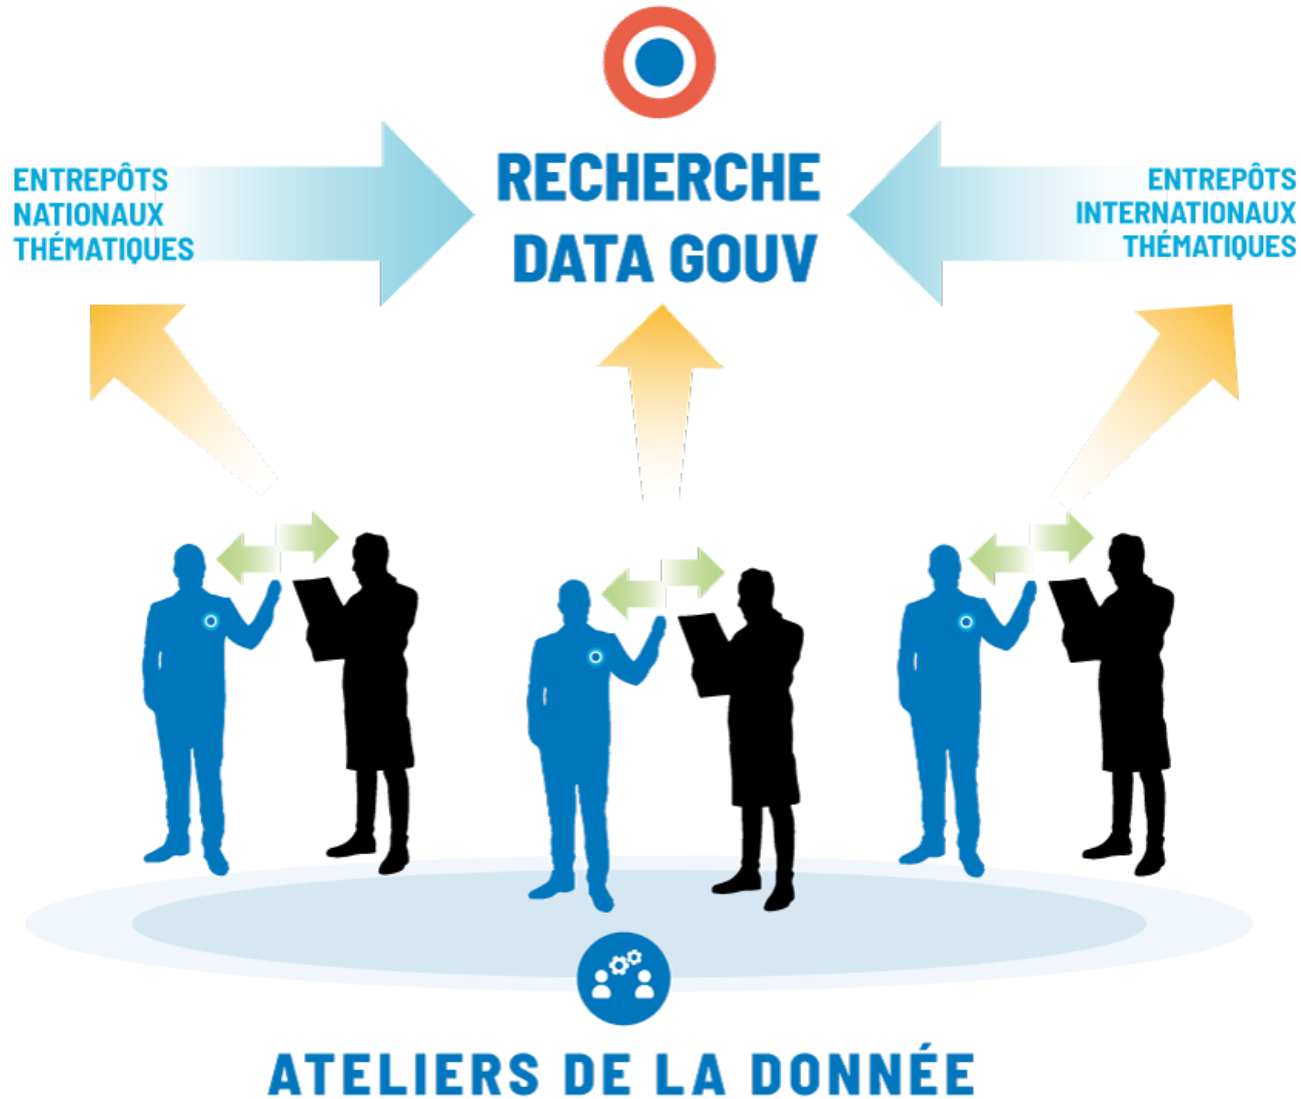 RECHERCHE
DATA GOUV
ENTREPÔTS
NATIONAUX
THÉMATIQUES
ENTREPÔTS
INTERNATIONAUX
THÉMATIQUES
ATELIERS DE LA DONNÉE